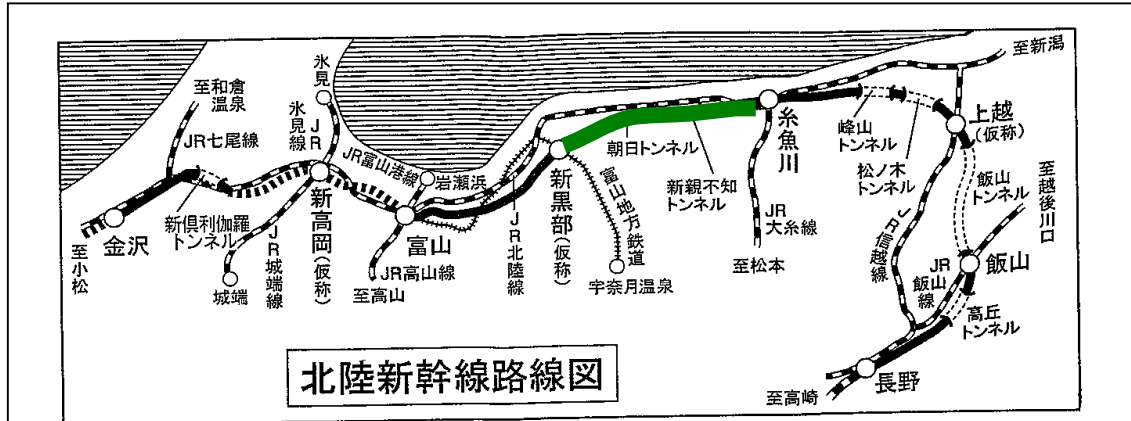 至新潟
至和倉
温泉
氷見
JR
氷見線
JR七尾線
JR富山港線
岩瀬浜
糸魚川
峰山
トンネル
上越
(仮称)
松ノ木
トンネル
飯山
トンネル
至越後川口
朝日トンネル
新親不知
トンネル
新黒部(仮称)
富山地方鉄道
新倶利伽羅
トンネル
新高岡(仮称)
金沢
至小松
富山
JR北陸線
JR城端線
城端
JR高山線
至高山
宇奈月温泉
JR
大糸線
至松本
JR信越線
JR
飯山線
飯山
高丘
トンネル
長野
至高崎
北陸新幹線路線図